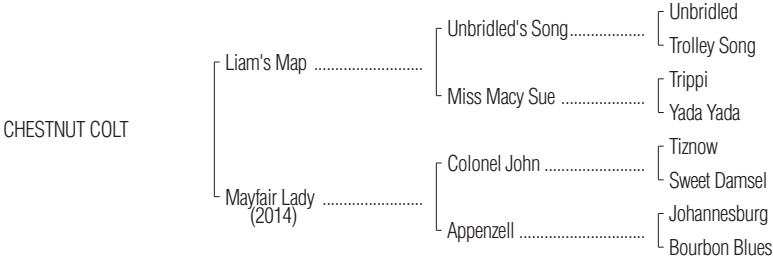 Unbridled
Unbridled's Song..................
Trolley Song
Liam's Map ..........................
Trippi
Miss Macy Sue ....................
Yada Yada
CHESTNUT COLT
Tiznow
Colonel John ........................
Sweet Damsel
Mayfair Lady ........................
(2014)
Johannesburg
Appenzell ..............................
Bourbon Blues